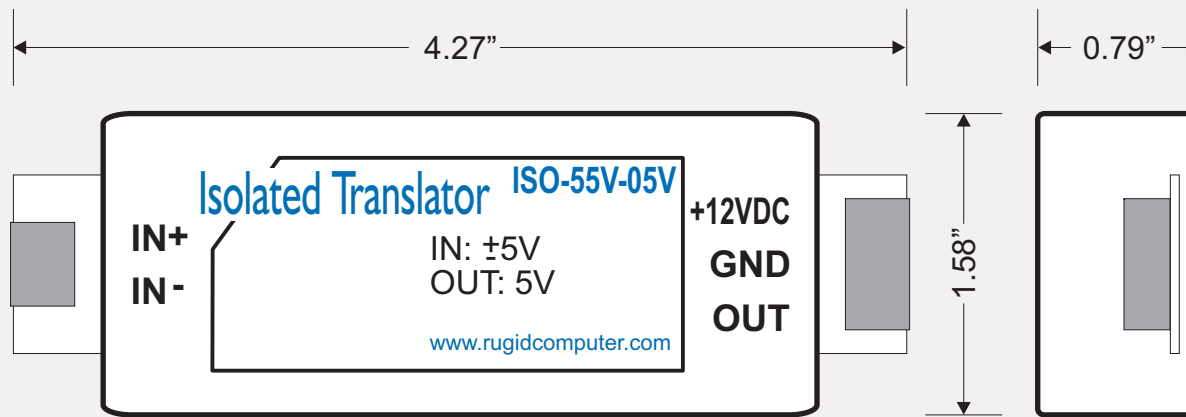 4.27”
0.79”
Isolated Translator
ISO-55V-05V
IN+
IN-
IN: ±5V
OUT: 5V
www.rugidcomputer.com
+12VDC
GND
OUT
1.58”